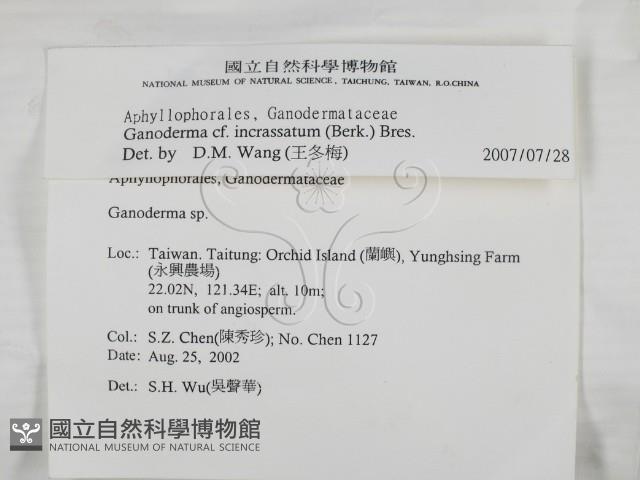 國立自然科學博物館
NATIONAL MUSEUM OF NATURAL SCIENCE, TAICHUNG, TAIWAN, R.O.CHINA
Aphyllophorales, Ganodermataceae
Ganoderma cf. incrassatum (Berk.) Bres.
Det. by D.M. Wang (王冬梅) 2007/07/28
Aphyllophorales, Ganodermataceae
Ganoderma sp.
Loc.: Taiwan. Taitung: Orchid Island (蘭嶼), Yunghsing Farm
(永興農場)
22.02N, 121.34E; alt. 10m;
on trunk of angiosperm.
Col.: S.Z. Chen(陳秀珍); No. Chen 1127
Date: Aug. 25, 2002
Det.: S.H. Wu(吳聲華)
國立自然科學博物館
NATIONAL MUSEUM OF NATURAL SCIENCE